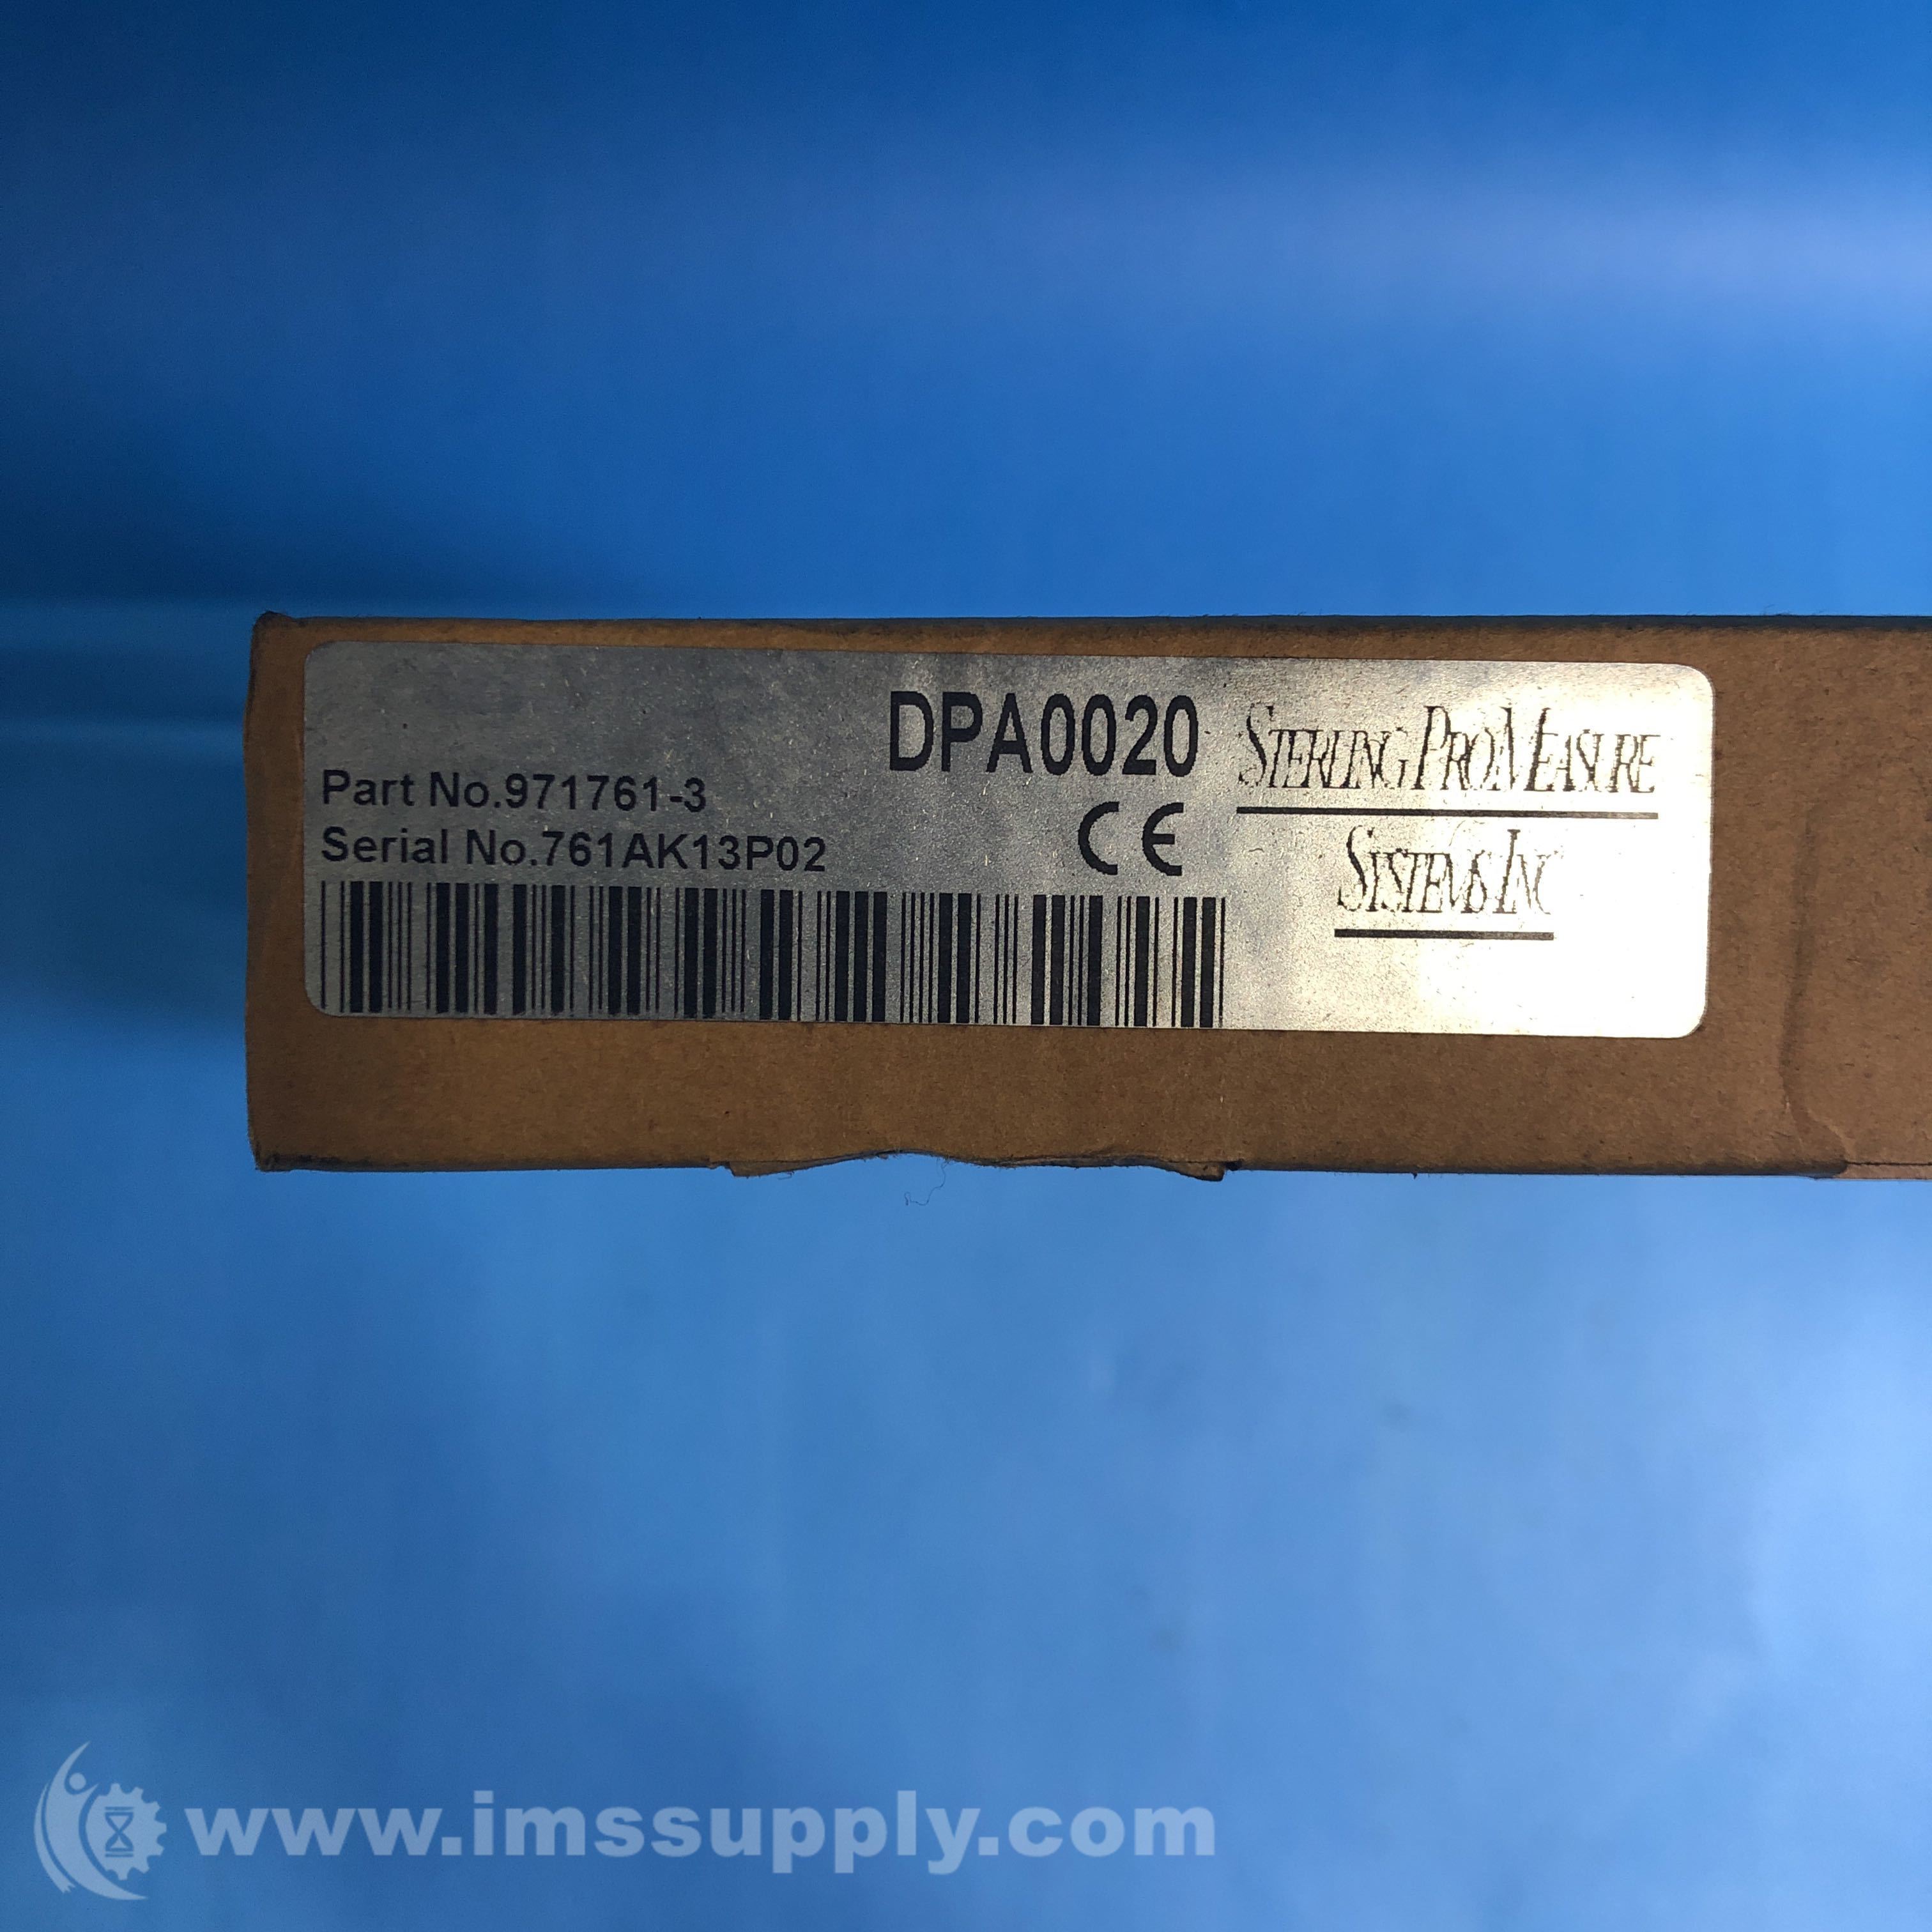 DPA0020
Part No.971761-3
Serial No.761AK13P02
CE
STERLING PROMEASURE
SYSTEMS INC
www.imssupply.com